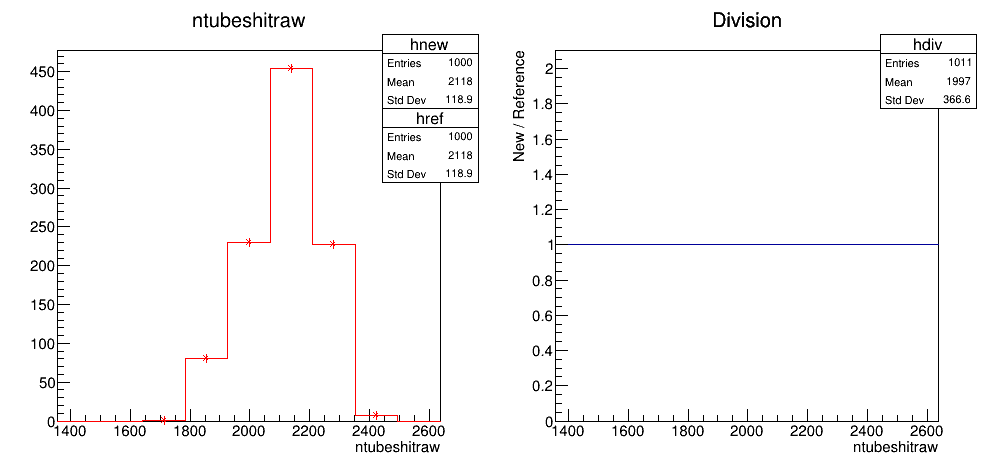 ntubeshitraw
hnew
Entries 1000
Mean 2118
Std Dev 118.9
href
Entries 1000
Mean 2118
Std Dev 118.9
450
400
350
300
250
200
150
100
50
0
1400 1600 1800 2000 2200 2400 2600
ntubeshitraw
Division
hdiv
Entries 1011
Mean 1997
Std Dev 366.6
New / Reference
2
1.8
1.6
1.4
1.2
1
0.8
0.6
0.4
0.2
0
1400 1600 1800 2000 2200 2400 2600
ntubeshitraw